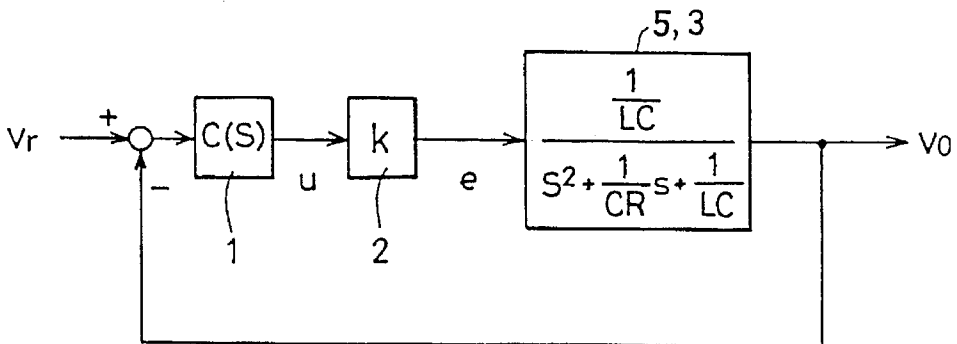 5, 3
Vr
+
−
C(S)
u
k
e
1
LC
S² + 1/CR s + 1/LC
V0
1
2